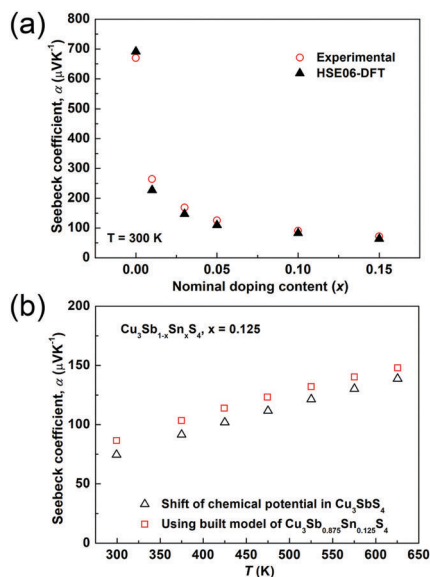 (a)
800
700
600
500
400
300
200
100
0
Seebeck coefficient, α (μVK⁻¹)
Experimental
HSE06-DFT
T = 300 K
0.00 0.05 0.10 0.15
Nominal doping content (x)
(b)
200
150
100
50
0
Seebeck coefficient, α (μVK⁻¹)
Cu₃Sb₁₋ₓSnₓS₄, x = 0.125
Shift of chemical potential in Cu₃SbS₄
Using built model of Cu₃Sb₀.₈₇₅Sn₀.₁₂₅S₄
300 350 400 450 500 550 600 650
T (K)